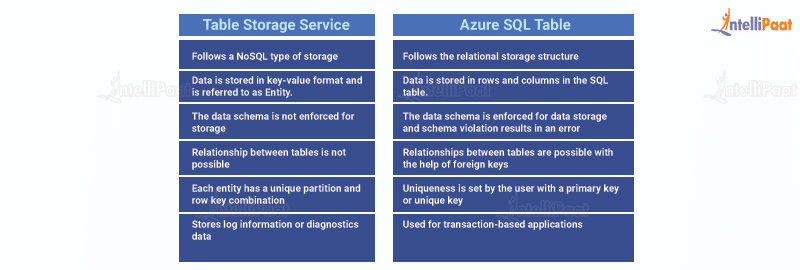 Table Storage Service
Azure SQL Table
IntelliPaat
Follows a NoSQL type of storage
Follows the relational storage structure
Data is stored in key-value format and
is referred to as Entity.
Data is stored in rows and columns in the SQL
table.
The data schema is not enforced for
storage
The data schema is enforced for data storage
and schema violation results in an error
Relationship between tables is not
possible
Relationships between tables are possible with
the help of foreign keys
Each entity has a unique partition and
row key combination
Uniqueness is set by the user with a primary key
or unique key
Stores log information or diagnostics
data
Used for transaction-based applications